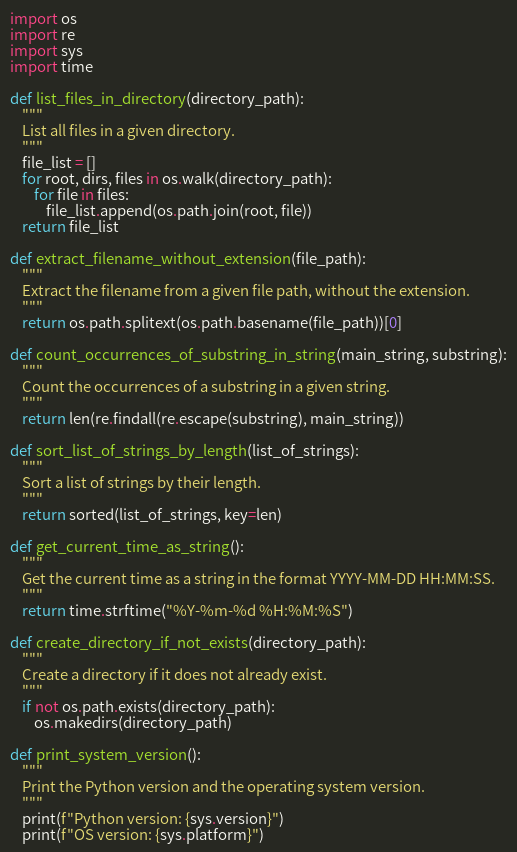 import os
import re
import sys
import time

def list_files_in_directory(directory_path):
    """
    List all files in a given directory.
    """
    file_list = []
    for root, dirs, files in os.walk(directory_path):
        for file in files:
            file_list.append(os.path.join(root, file))
    return file_list

def extract_filename_without_extension(file_path):
    """
    Extract the filename from a given file path, without the extension.
    """
    return os.path.splitext(os.path.basename(file_path))[0]

def count_occurrences_of_substring_in_string(main_string, substring):
    """
    Count the occurrences of a substring in a given string.
    """
    return len(re.findall(re.escape(substring), main_string))

def sort_list_of_strings_by_length(list_of_strings):
    """
    Sort a list of strings by their length.
    """
    return sorted(list_of_strings, key=len)

def get_current_time_as_string():
    """
    Get the current time as a string in the format YYYY-MM-DD HH:MM:SS.
    """
    return time.strftime("%Y-%m-%d %H:%M:%S")

def create_directory_if_not_exists(directory_path):
    """
    Create a directory if it does not already exist.
    """
    if not os.path.exists(directory_path):
        os.makedirs(directory_path)

def print_system_version():
    """
    Print the Python version and the operating system version.
    """
    print(f"Python version: {sys.version}")
    print(f"OS version: {sys.platform}")